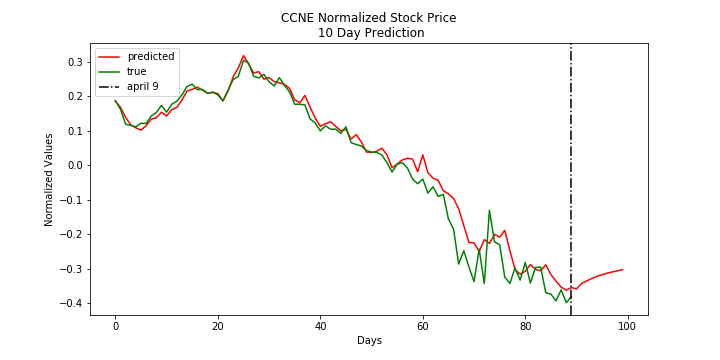 CCNE Normalized Stock Price
10 Day Prediction
predicted
true
april 9
Normalized Values
0.3
0.2
0.1
0.0
−0.1
−0.2
−0.3
−0.4
0 20 40 60 80 100
Days